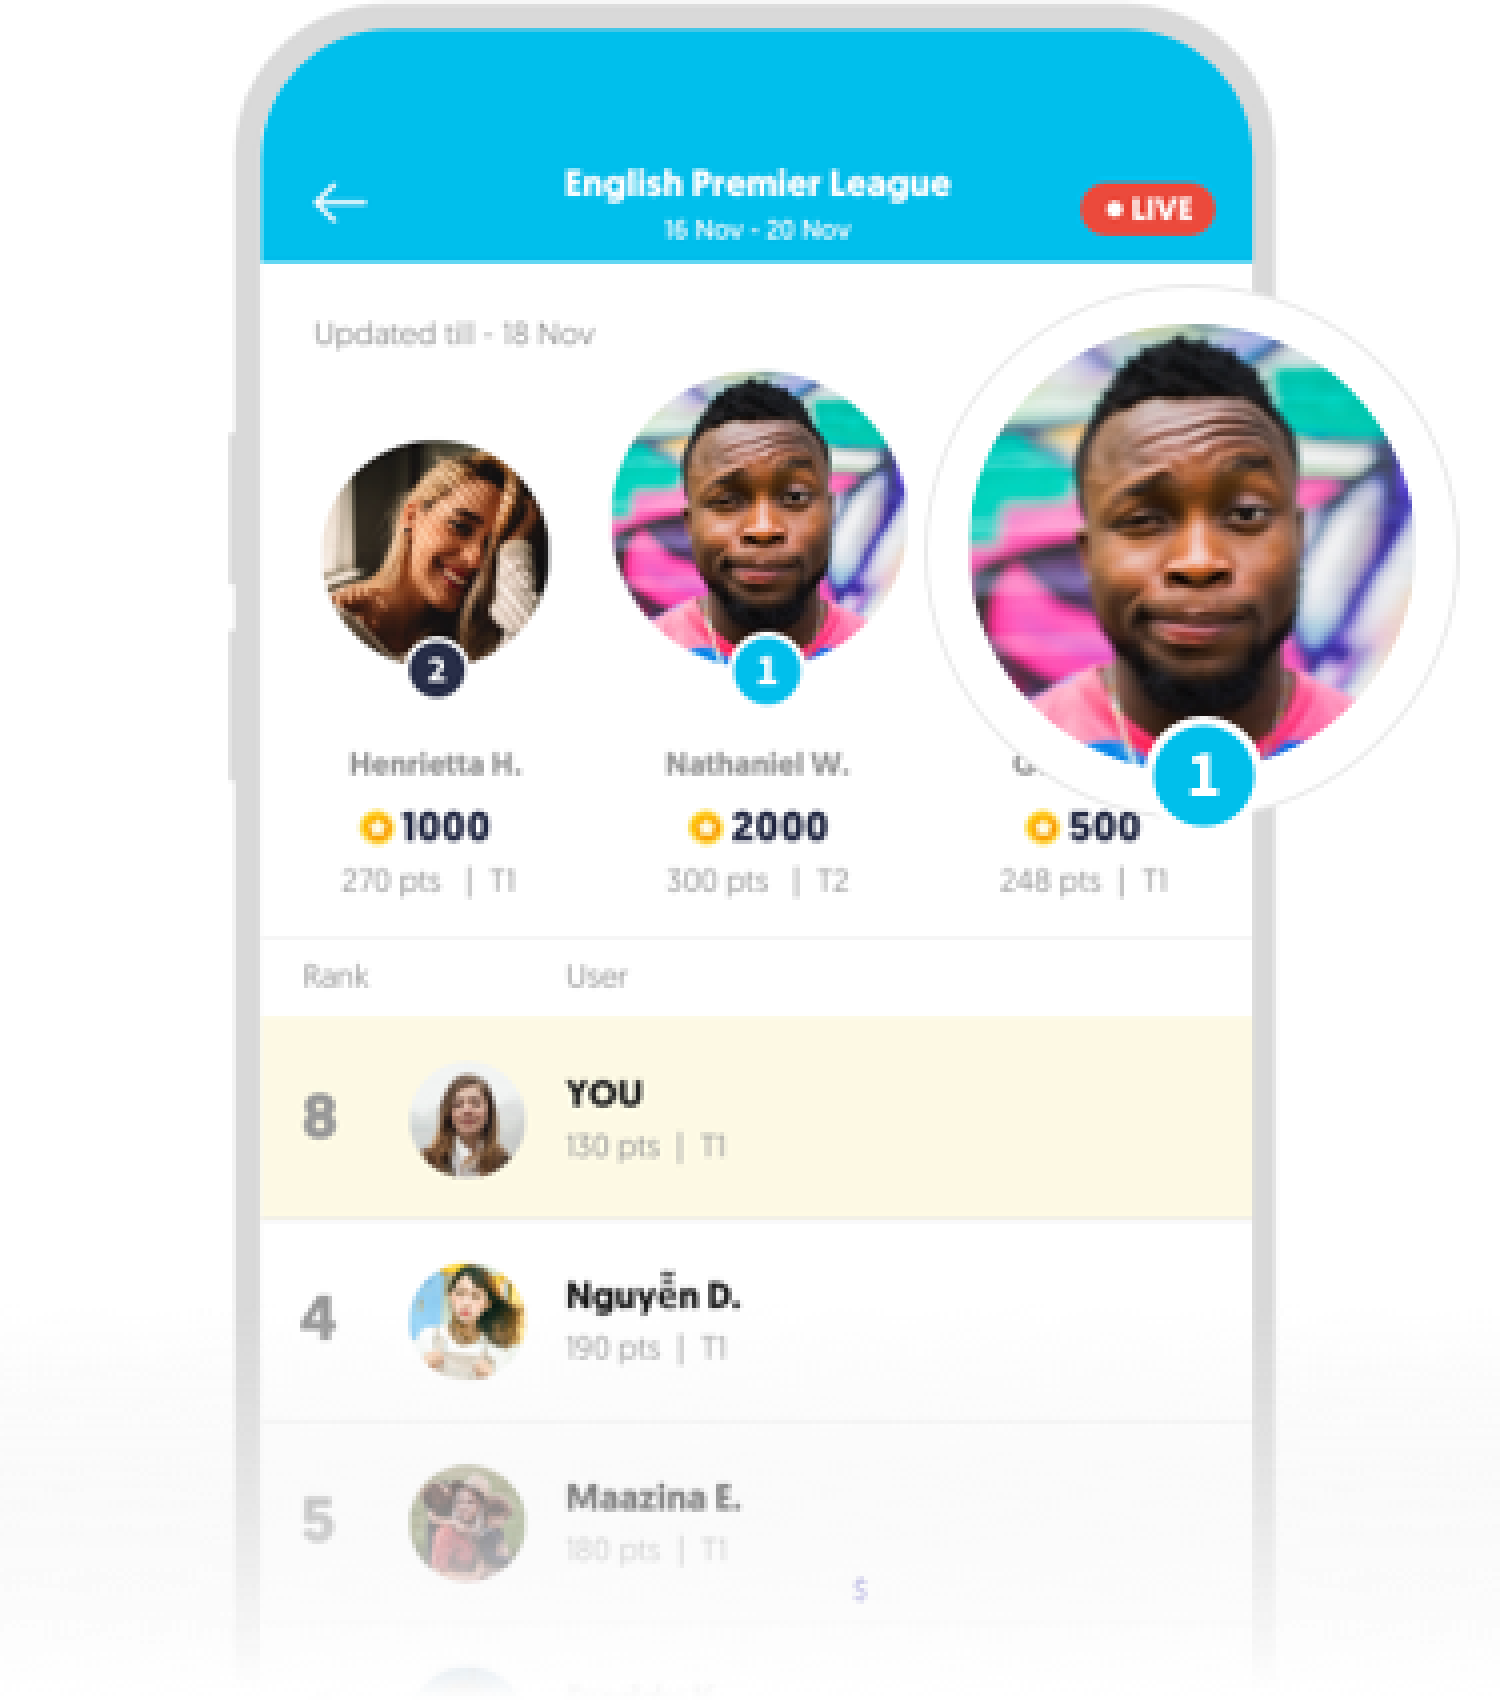 English Premier League
16 Nov - 20 Nov
LIVE
Updated till - 18 Nov
2
1
1
Henrietta H.
Nathaniel W.
1000
2000
500
270 pts | T1
300 pts | T2
248 pts | T1
Rank User
8
YOU
130 pts | T1
4
Nguyễn D.
190 pts | T1
5
Maazina E.
180 pts | T1
$